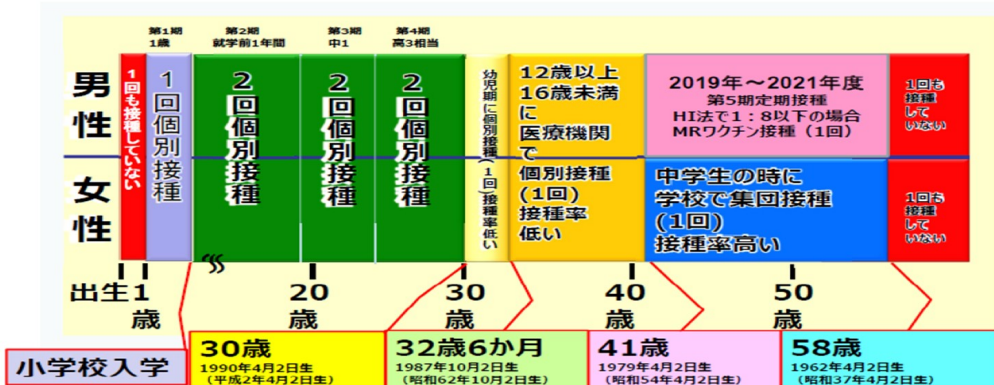 第1期
1歳
第2期
就学前1年間
第3期
中1
第4期
高3相当
男性
女性
1回も接種していない
1回個別接種
2回個別接種
2回個別接種
2回個別接種
幼児期に個別接種(1回)接種率低い
12歳以上
16歳未満
に
医療機関
で
個別接種
(1回)
接種率
低い
2019年～2021年度
第5期定期接種
HI法で1：8以下の場合
MRワクチン接種（1回）
中学生の時に
学校で集団接種
(1回)
接種率高い
1回も
接種
して
いない
1回も
接種
して
いない
出生1歳
20歳
30歳
40歳
50歳
小学校入学
30歳
1990年4月2日生
(平成2年4月2日生)
32歳6か月
1987年10月2日生
(昭和62年10月2日生)
41歳
1979年4月2日生
(昭和54年4月2日生)
58歳
1962年4月2日生
(昭和37年4月2日生)